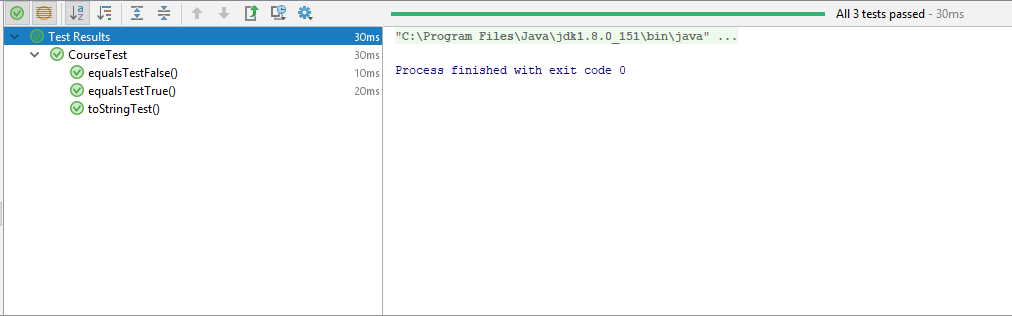 All 3 tests passed - 30ms
Test Results 30ms
CourseTest 30ms
equalsTestFalse() 10ms
equalsTestTrue() 20ms
toStringTest()
"C:\Program Files\Java\jdk1.8.0_151\bin\java" ...
Process finished with exit code 0